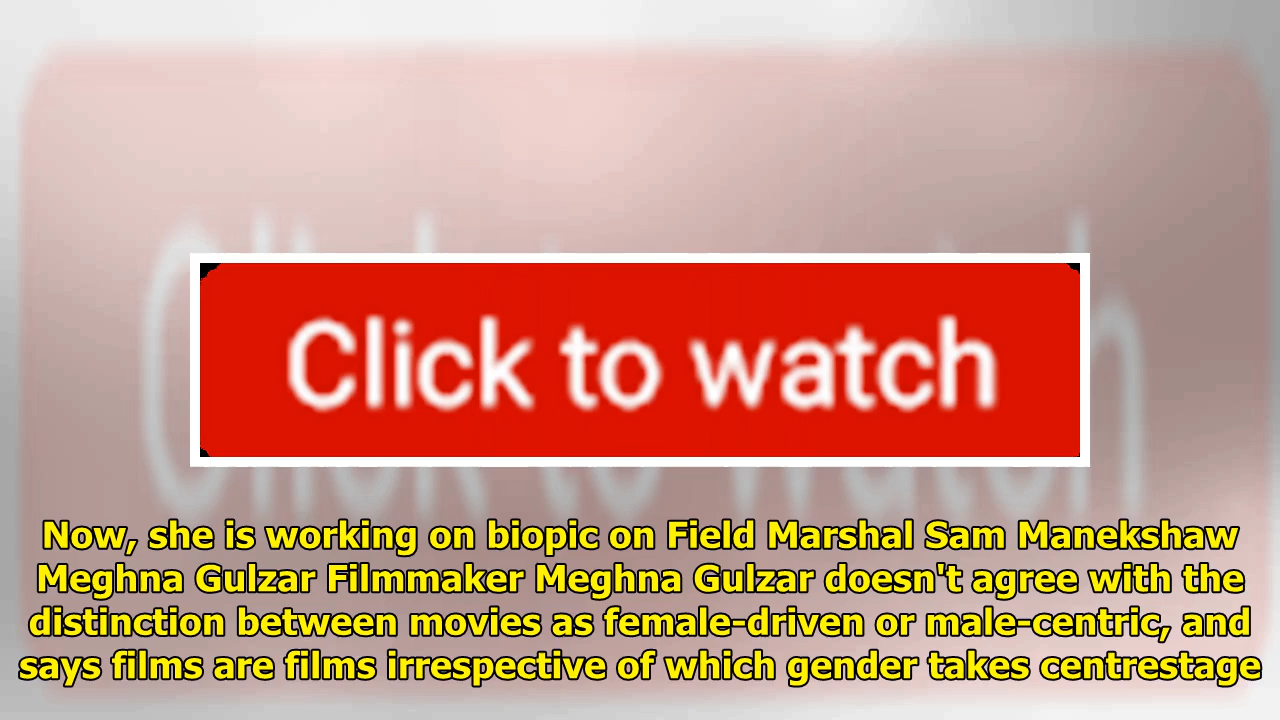 Click to watch
Now, she is working on biopic on Field Marshal Sam Manekshaw
Meghna Gulzar Filmmaker Meghna Gulzar doesn't agree with the
distinction between movies as female-driven or male-centric, and
says films are films irrespective of which gender takes centrestage